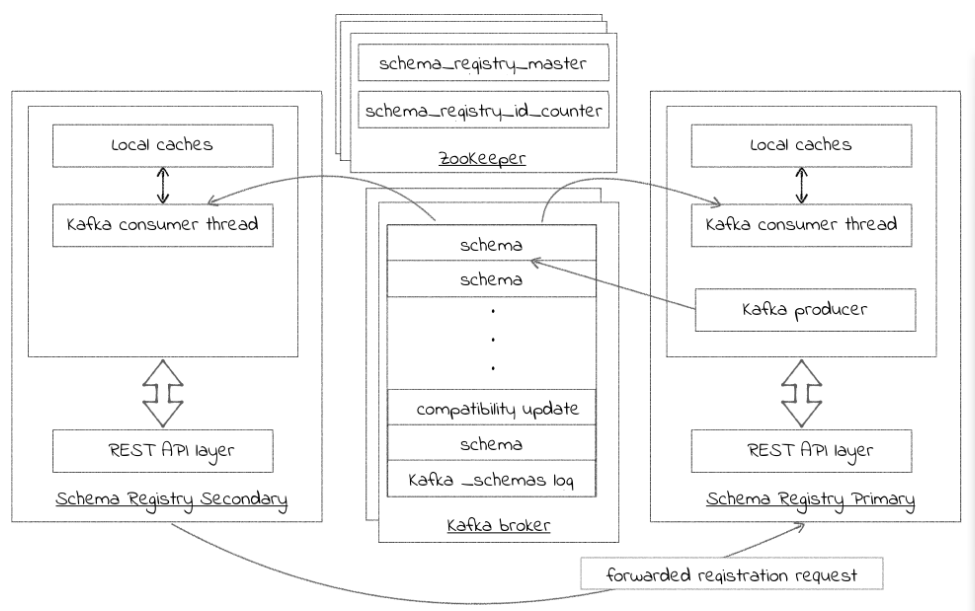 schema_registry_master
schema_registry_id_counter
ZooKeeper
Local caches
Kafka consumer thread
REST API layer
Schema Registry Secondary
schema
schema
.
.
.
compatibility update
schema
Kafka _schemas log
Kafka broker
Local caches
Kafka consumer thread
Kafka producer
REST API layer
Schema Registry Primary
forwarded registration request